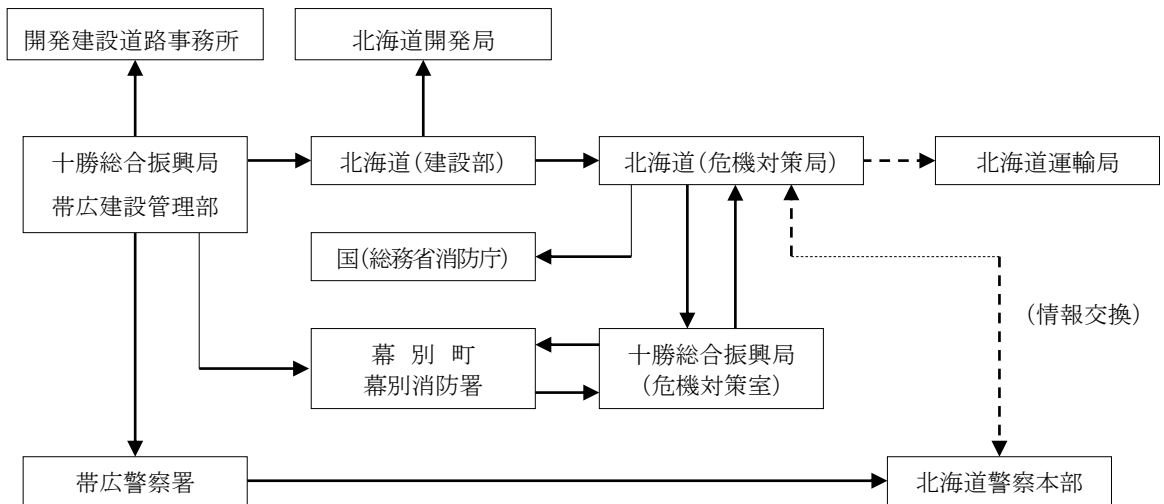 開発建設道路事務所
北海道開発局
十勝総合振興局
帯広建設管理部
北海道(建設部)
北海道(危機対策局)
北海道運輸局
国(総務省消防庁)
(情報交換)
幕別町
幕別消防署
十勝総合振興局
(危機対策室)
帯広警察署
北海道警察本部